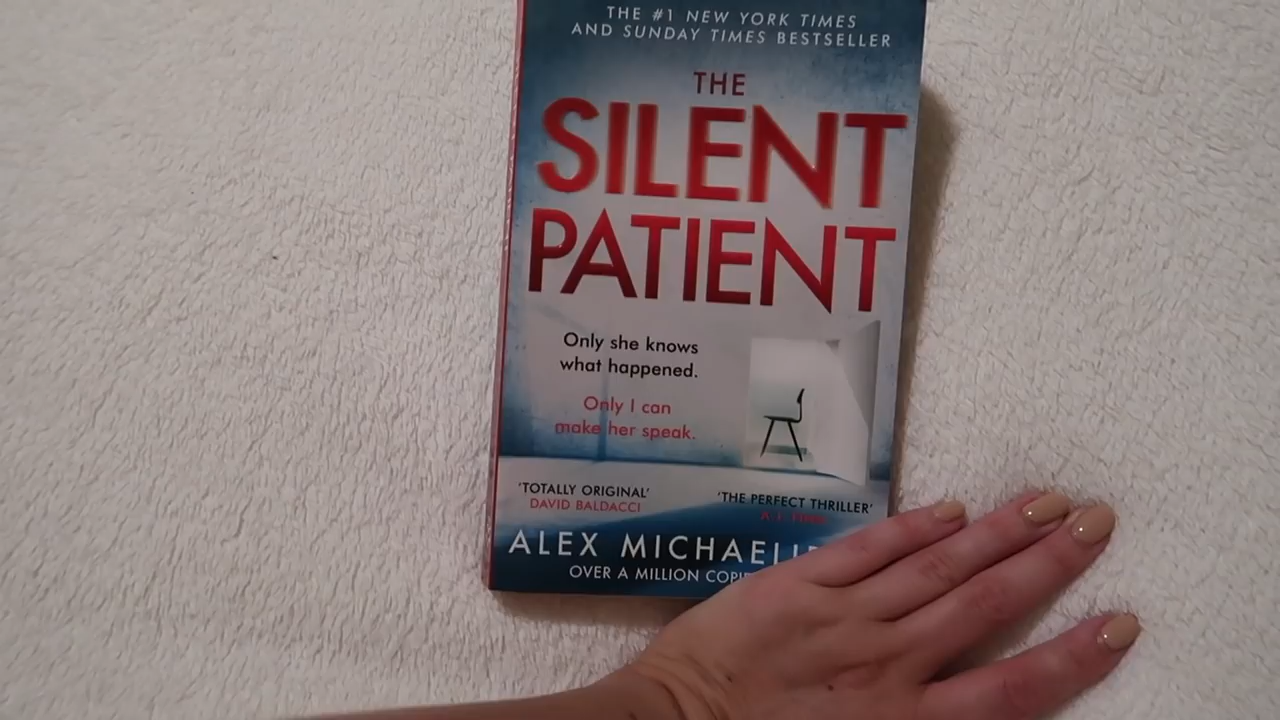 THE #1 NEW YORK TIMES
AND SUNDAY TIMES BESTSELLER
THE
SILENT
PATIENT
Only she knows
what happened.
Only I can
make her speak.
'TOTALLY ORIGINAL'
DAVID BALDACCI
'THE PERFECT THRILLER'
A. J.
ALEX
OVER A MILLION